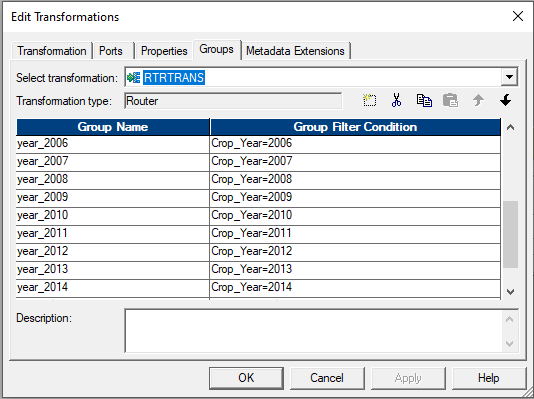 Edit Transformations
Transformation Ports Properties Groups Metadata Extensions
Select transformation: RTRTRANS
Transformation type: Router
Group Name Group Filter Condition
year_2006 Crop_Year=2006
year_2007 Crop_Year=2007
year_2008 Crop_Year=2008
year_2009 Crop_Year=2009
year_2010 Crop_Year=2010
year_2011 Crop_Year=2011
year_2012 Crop_Year=2012
year_2013 Crop_Year=2013
year_2014 Crop_Year=2014
Description:
OK Cancel Apply Help